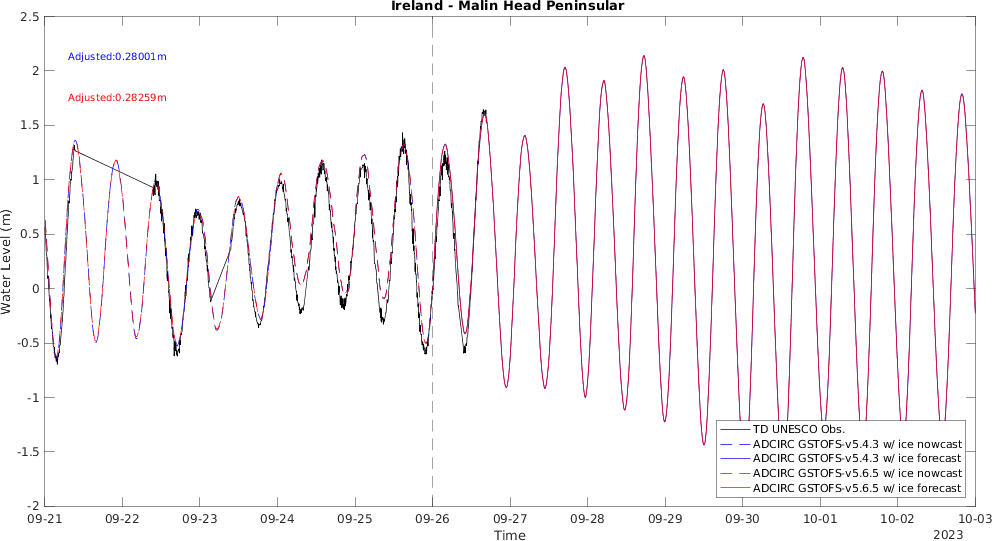 Ireland - Malin Head Peninsular
Adjusted:0.28001m
Adjusted:0.28259m
Water Level (m)
2.5
2
1.5
1
0.5
0
-0.5
-1
-1.5
-2
TD UNESCO Obs.
ADCIRC GSTOFS-v5.4.3 w/ ice nowcast
ADCIRC GSTOFS-v5.4.3 w/ ice forecast
ADCIRC GSTOFS-v5.6.5 w/ ice nowcast
ADCIRC GSTOFS-v5.6.5 w/ ice forecast
09-21 09-22 09-23 09-24 09-25 09-26 09-27 09-28 09-29 09-30 10-01 10-02 10-03
Time
2023